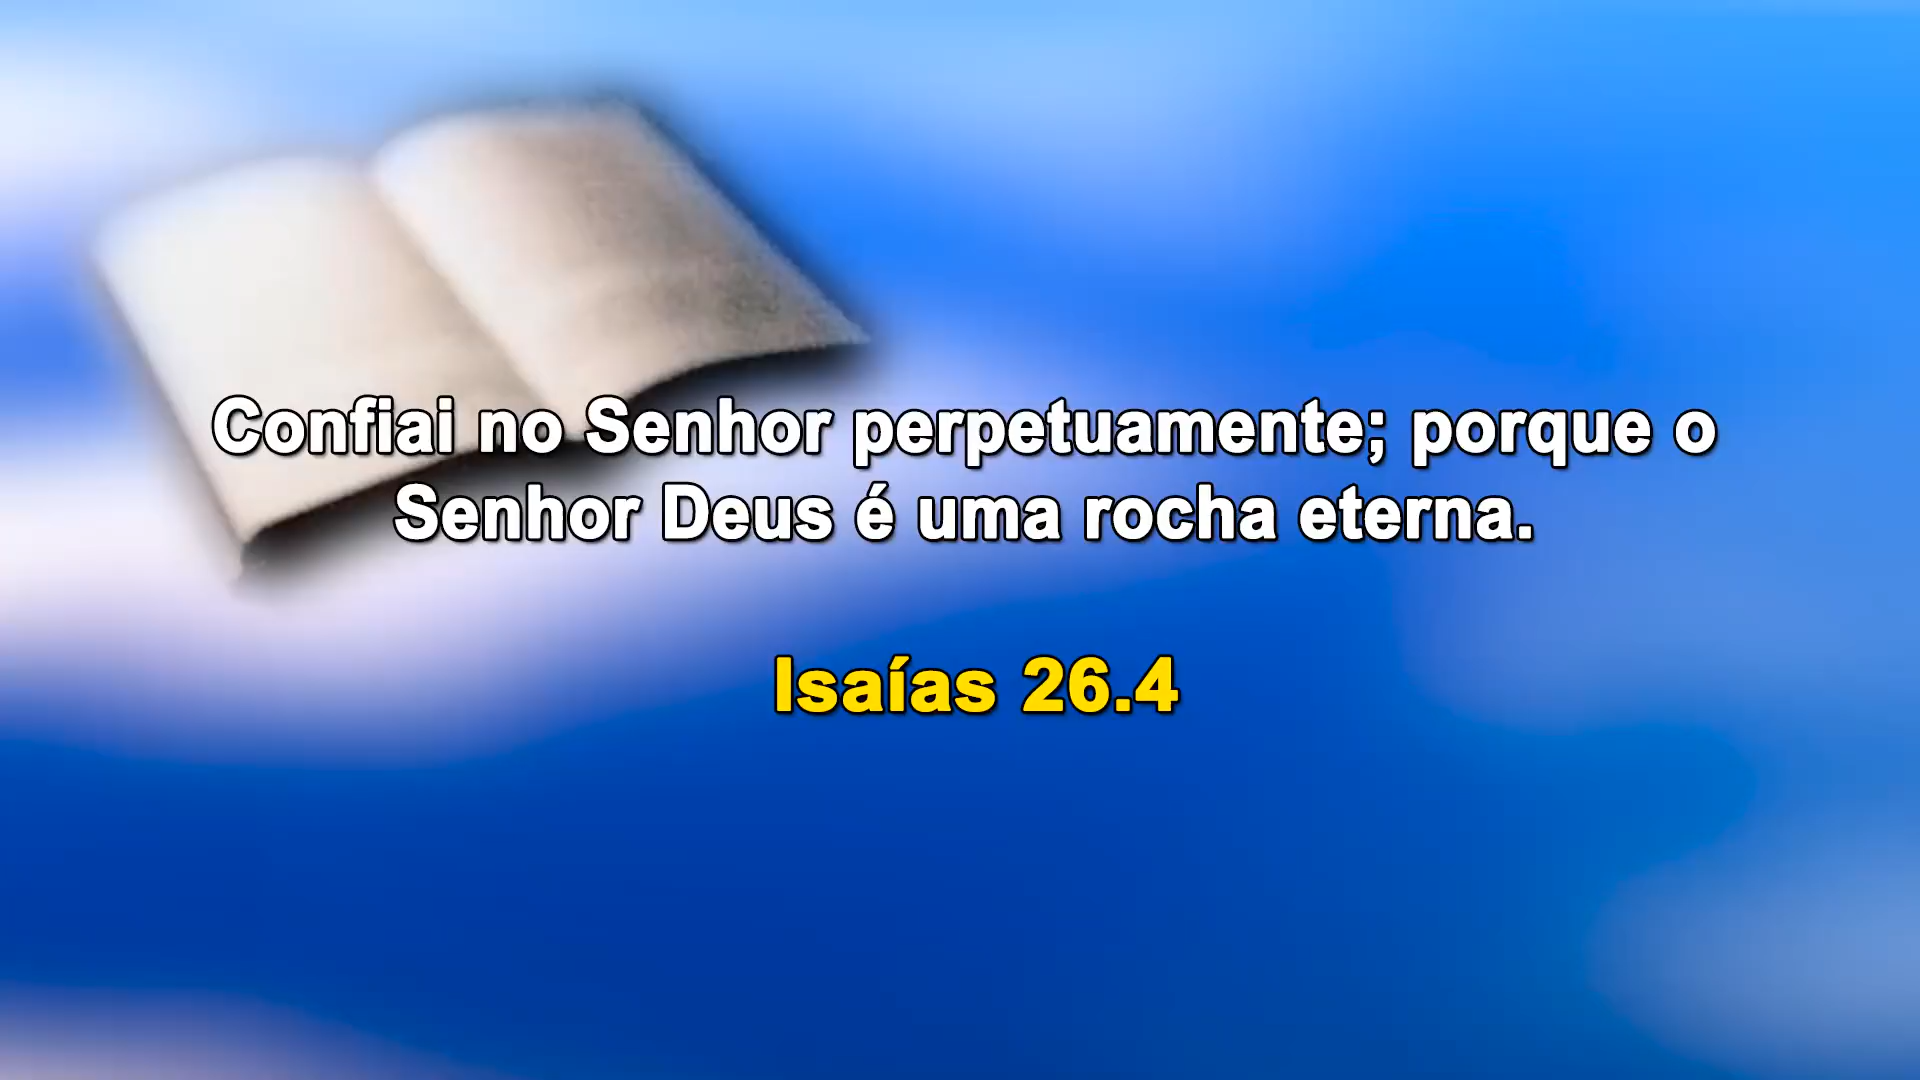 Confiai no Senhor perpetuamente; porque o
Senhor Deus é uma rocha eterna.
Isaías 26.4